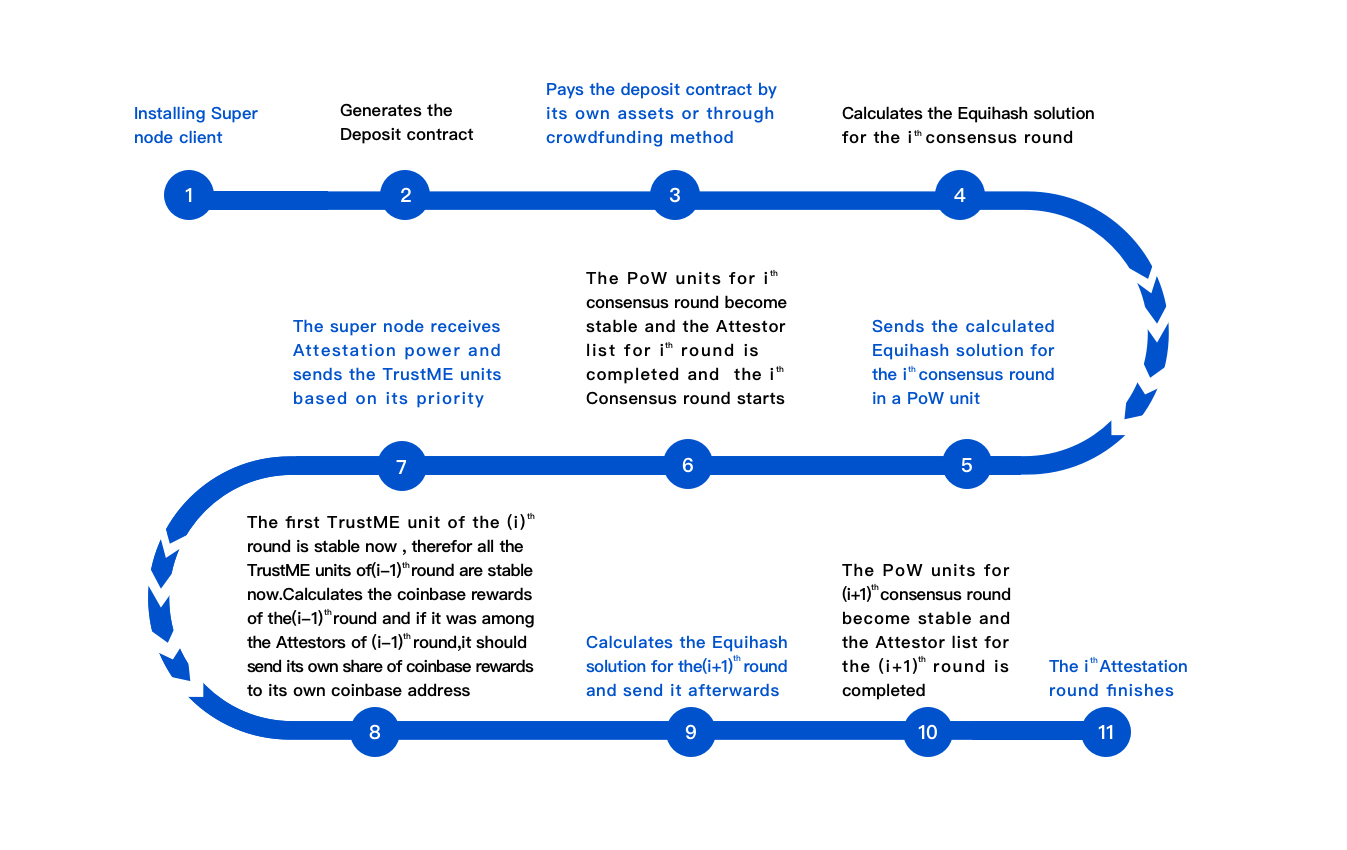 Installing Super
node client
1
Generates the
Deposit contract
2
Pays the deposit contract by
its own assets or through
crowdfunding method
3
Calculates the Equihash solution
for the i th consensus round
4
Sends the calculated
Equihash solution for
the i th consensus round
in a PoW unit
5
The PoW units for i th
consensus round become
stable and the Attestor
list for i th round is
completed and the i th
Consensus round starts
6
The super node receives
Attestation power and
sends the TrustME units
based on its priority
7
The first TrustME unit of the (i) th
round is stable now , therefor all the
TrustME units of(i–1) th round are stable
now.Calculates the coinbase rewards
of the(i–1) th round and if it was among
the Attestors of (i–1) th round,it should
send its own share of coinbase rewards
to its own coinbase address
8
Calculates the Equihash
solution for the(i+1) th round
and send it afterwards
9
The PoW units for
(i+1) th consensus round
become stable and
the Attestor list for
the (i+1) th round is
completed
10
The i th Attestation
round finishes
11